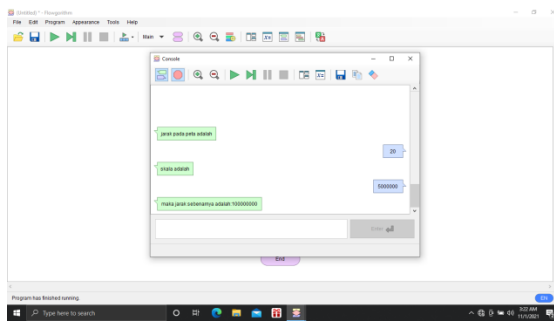 Untitled * - Flowgorithm
File Edit Program Appearance Tools Help
Main
Console
jarak pada peta adalah
20
skala adalah
5000000
maka jarak sebenarnya adalah 100000000
Enter
End
Program has finished running.
EN
Type here to search
3:22 AM
11/1/2021